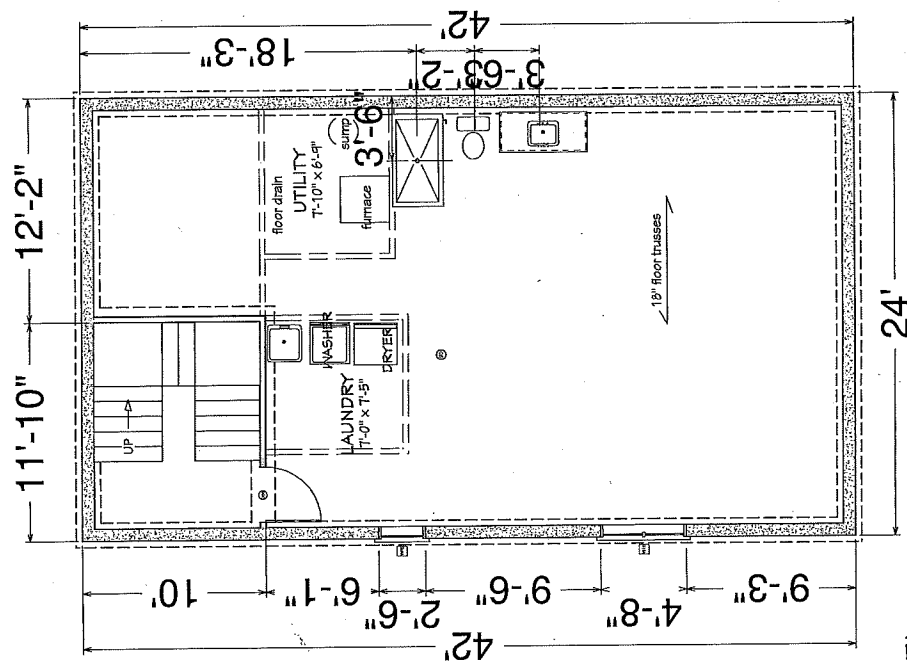 42'
18'-3"
3'-2"
3'-6"
12'-2"
11'-10"
3'-6"
sump
floor drain
UTILITY
7'-10" x 6'-9"
furnace
WASHER
DRYER
LAUNDRY
7'-0" x 7'-5"
UP
18" floor trusses
24'
10'
6'-1"
2'-6"
9'-6"
4'-8"
9'-3"
42'